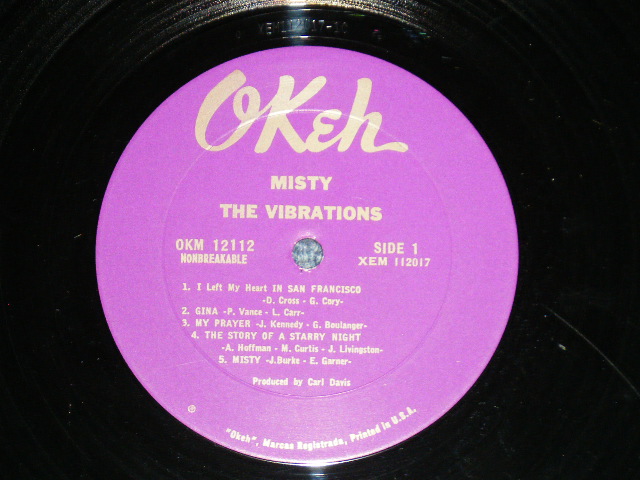 OKeh
MISTY
THE VIBRATIONS
OKM 12112
NONBREAKABLE
SIDE 1
XEM 112017
1. I Left My Heart IN SAN FRANCISCO
-D. Cross - G. Cory-
2. GINA -P. Vance - L. Carr-
3. MY PRAYER -J. Kennedy - G. Boulanger-
4. THE STORY OF A STARRY NIGHT
-A. Hoffman - M. Curtis - J. Livingston-
5. MISTY -J.Burke - E. Garner-
Produced by Carl Davis
℗
"Okeh", Marcas Registrada, Printed in U.S.A.